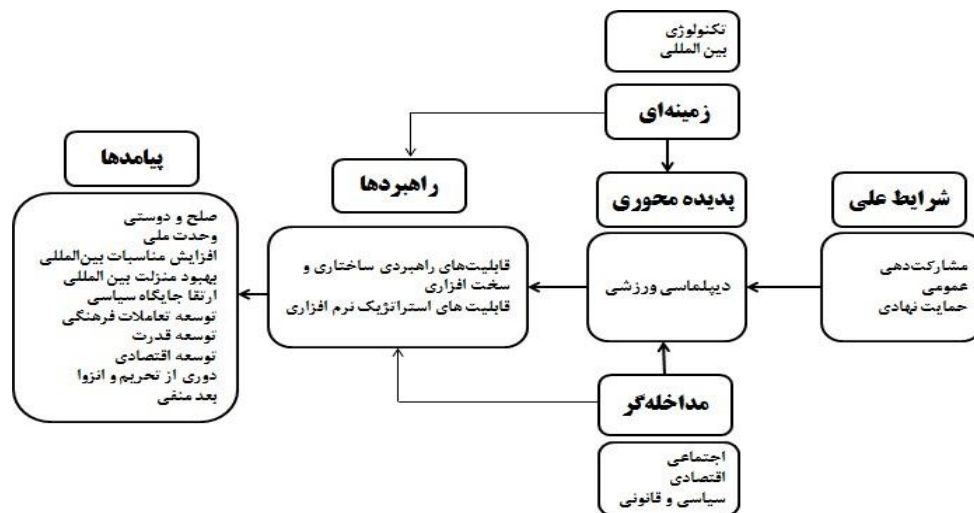 تکنولوژی
بین المللی
زمینه‌ای
شرایط علی
مشارکت‌دهی
عمومی
حمایت نهادی
پدیده محوری
دیپلماسی ورزشی
راهبردها
قابلیت‌های راهبردی ساختاری و
سخت افزاری
قابلیت های استراتژیک نرم افزاری
پیامدها
صلح و دوستی
وحدت ملی
افزایش مناسبات بین‌المللی
بهبود منزلت بین المللی
ارتقا جایگاه سیاسی
توسعه تعاملات فرهنگی
توسعه قدرت
توسعه اقتصادی
دوری از تحریم و انزوا
بعد منفی
مداخله‌گر
اجتماعی
اقتصادی
سیاسی و قانونی